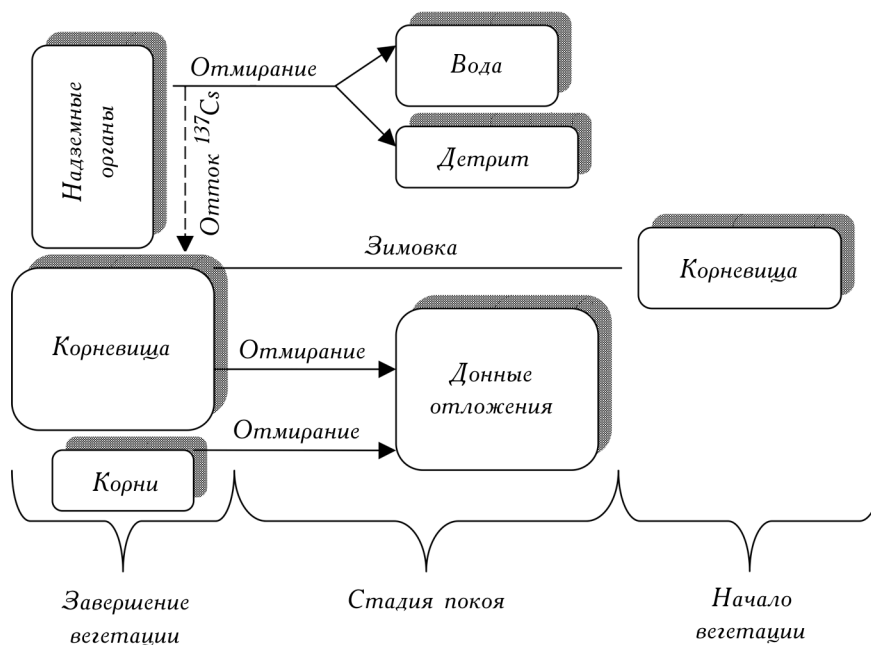 Надземные
органы
Отмирание
Отток ¹³⁷Cs
Вода
Детрит
Зимовка
Корневища
Корневища
Отмирание
Донные
отложения
Отмирание
Корни
Завершение
вегетации
Стадия покоя
Начало
вегетации